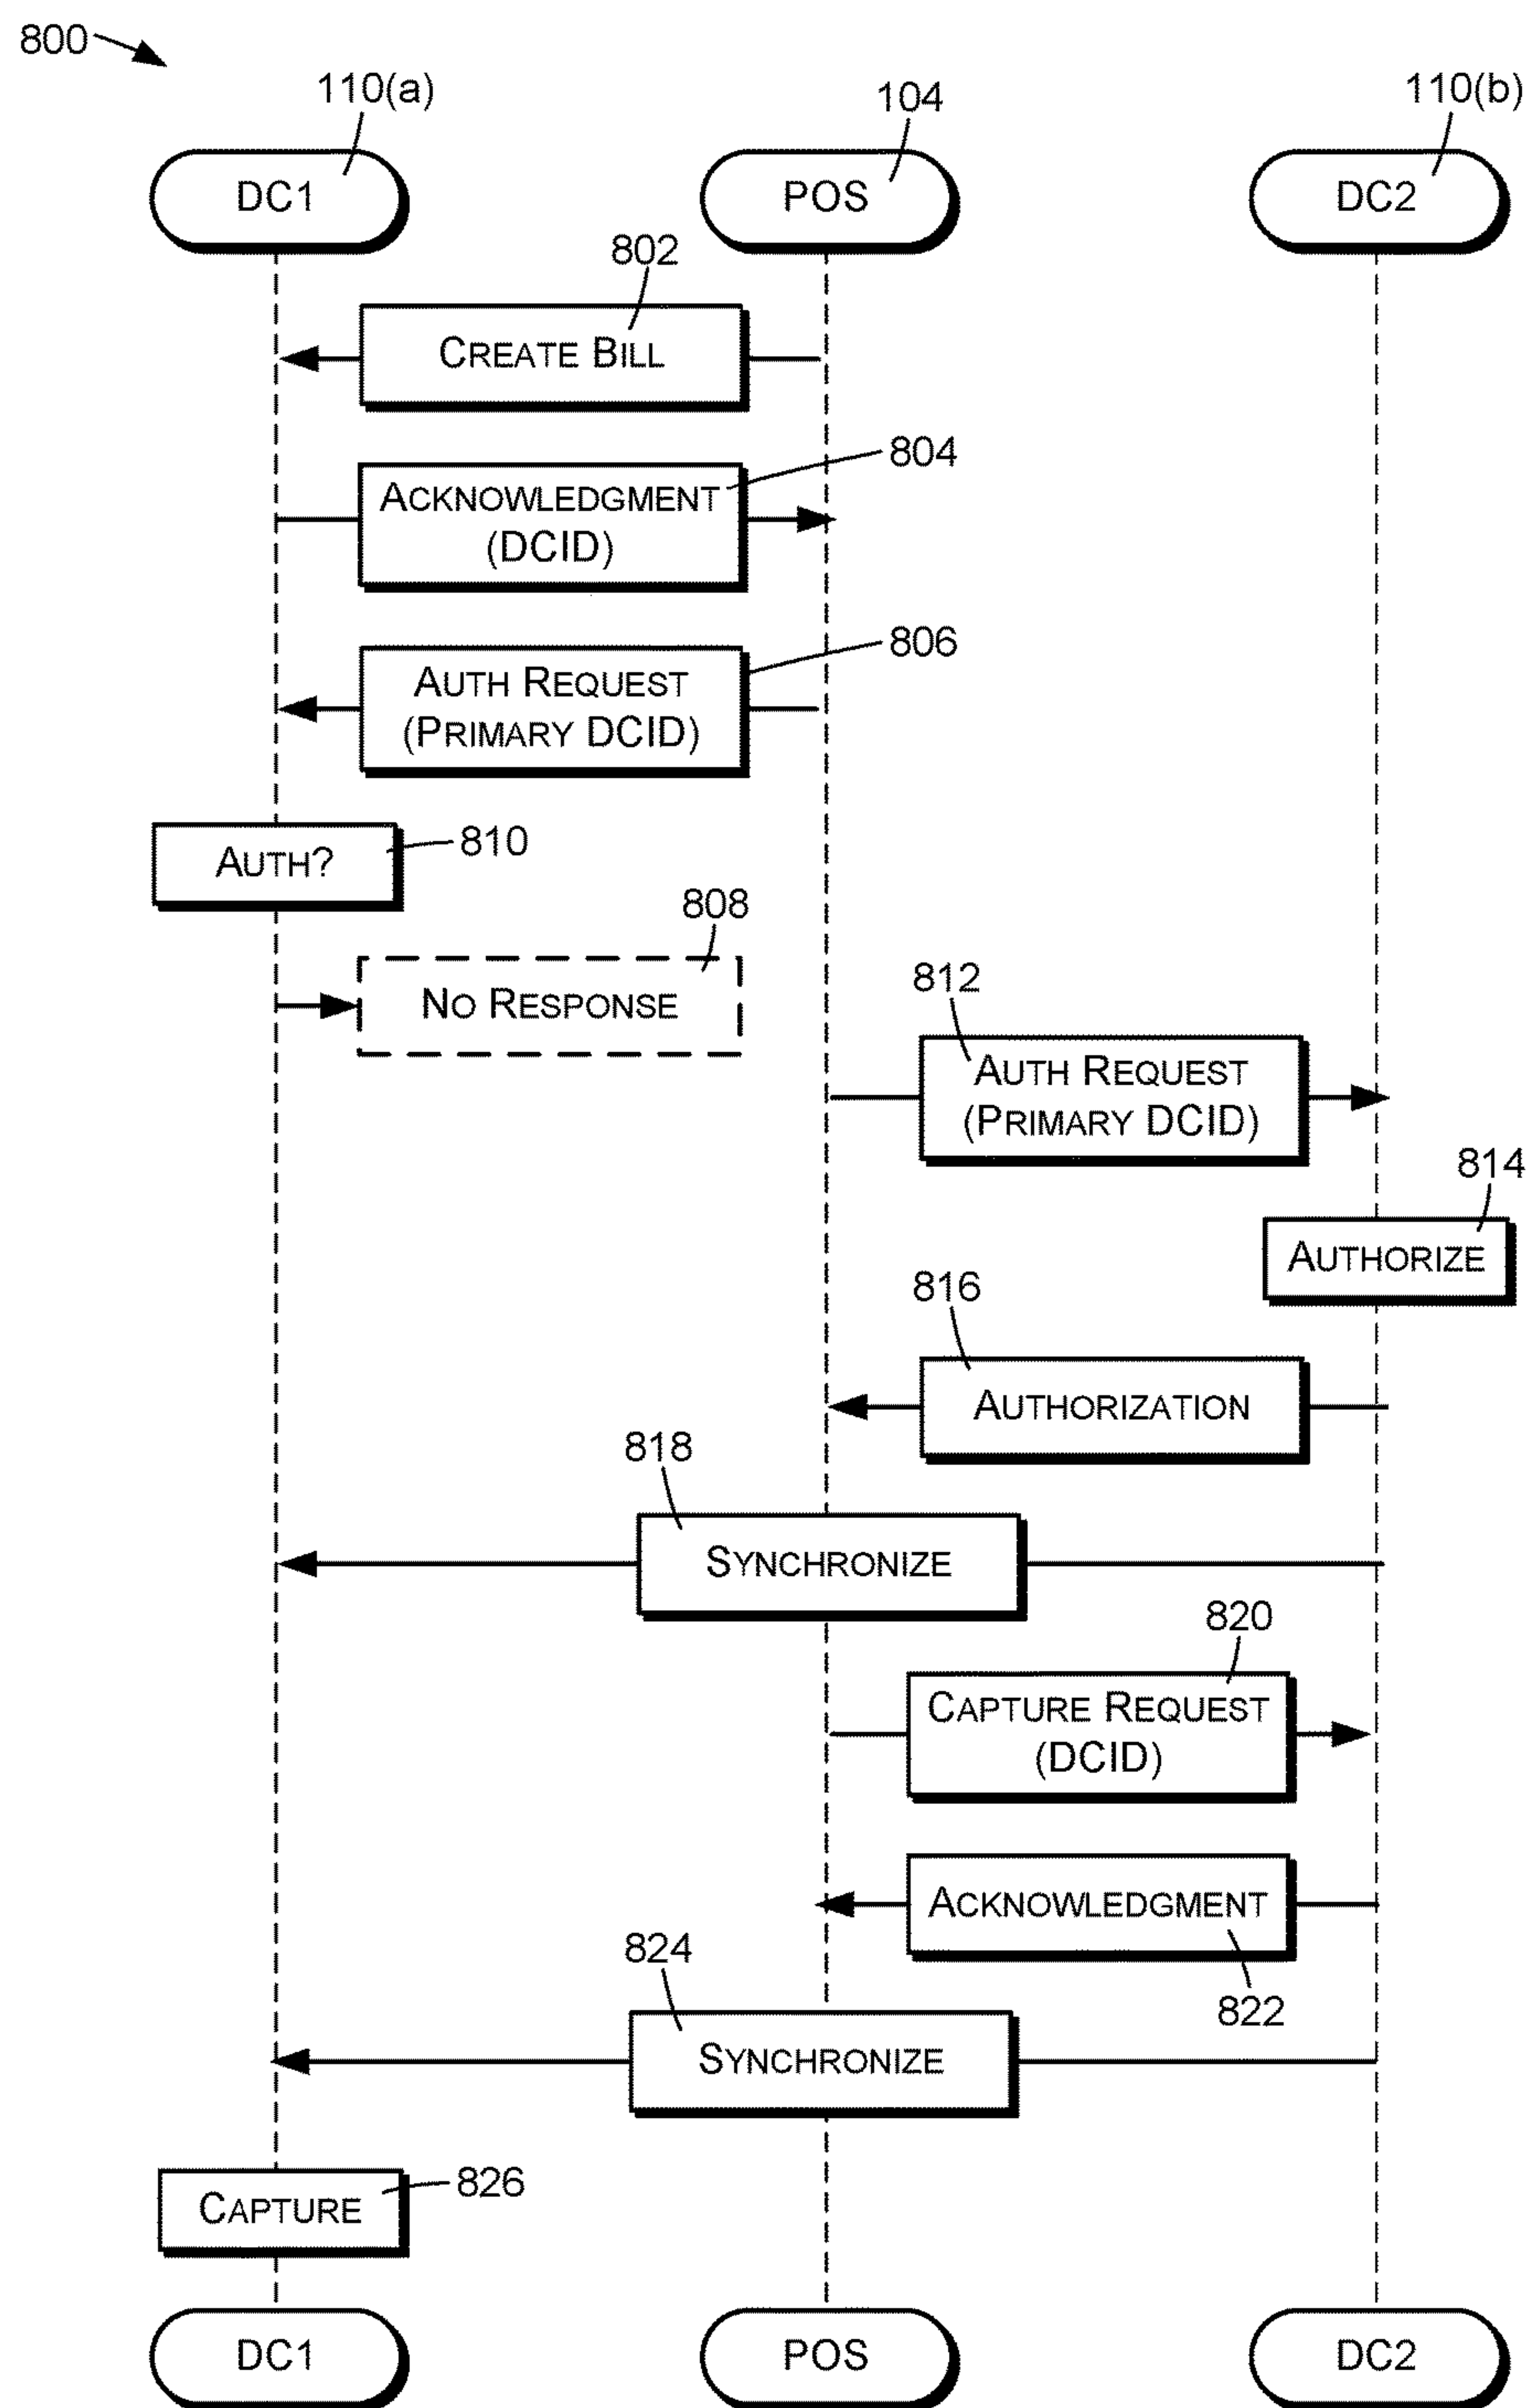 800
110(a)
104
110(b)
DC1
POS
DC2
802
CREATE BILL
804
ACKNOWLEDGMENT
(DCID)
806
AUTH REQUEST
(PRIMARY DCID)
AUTH?
810
808
NO RESPONSE
812
AUTH REQUEST
(PRIMARY DCID)
814
AUTHORIZE
816
AUTHORIZATION
818
SYNCHRONIZE
820
CAPTURE REQUEST
(DCID)
ACKNOWLEDGMENT
822
824
SYNCHRONIZE
CAPTURE
826
DC1
POS
DC2